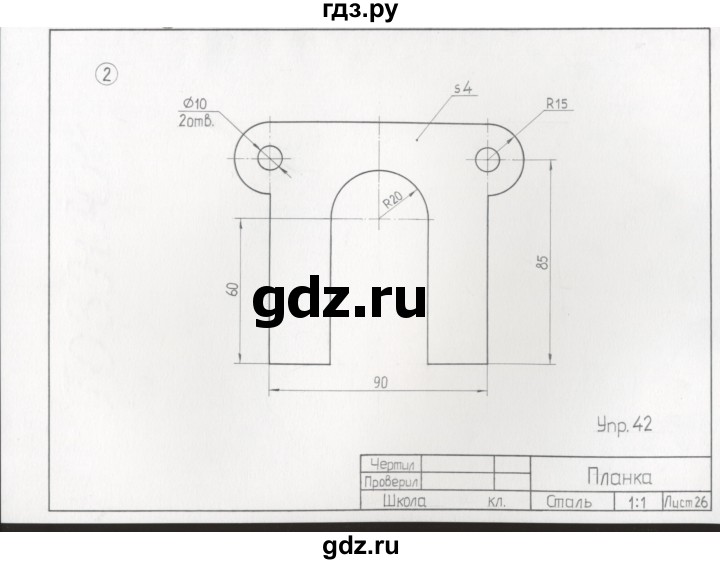 гдз.ру
2
s4
Ø10
2отв.
R15
R20
60
85
gdz.ru
90
Упр. 42
Чертил
Проверил
Планка
Школа кл. Сталь 1:1 Лист 26
gdz.ru